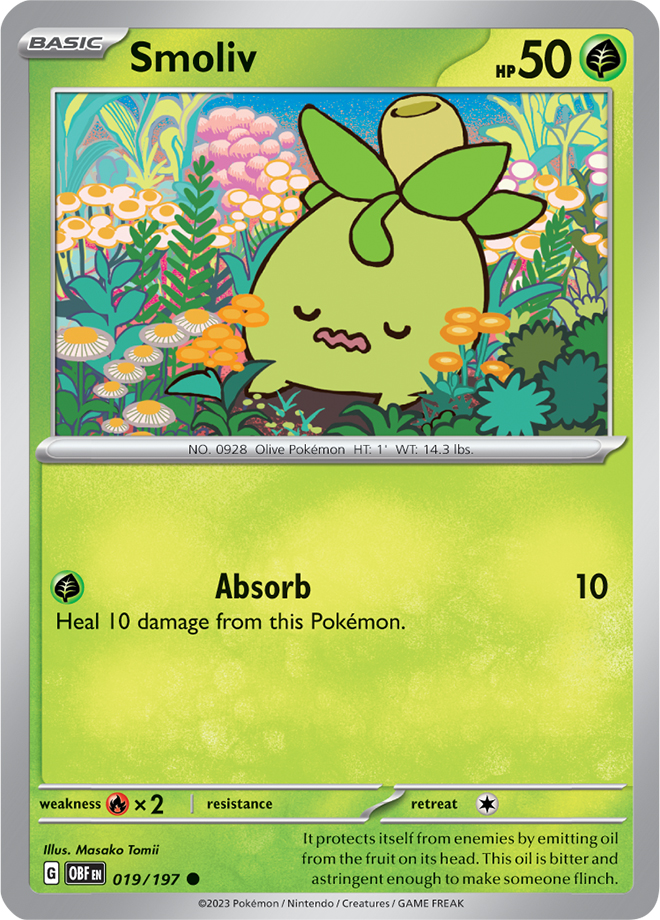 BASIC Smoliv HP 50
NO. 0928 Olive Pokémon HT: 1' WT: 14.3 lbs.
Absorb 10
Heal 10 damage from this Pokémon.
weakness ×2 resistance retreat
Illus. Masako Tomii
It protects itself from enemies by emitting oil
from the fruit on its head. This oil is bitter and
astringent enough to make someone flinch.
G OBF EN 019/197
©2023 Pokémon / Nintendo / Creatures / GAME FREAK